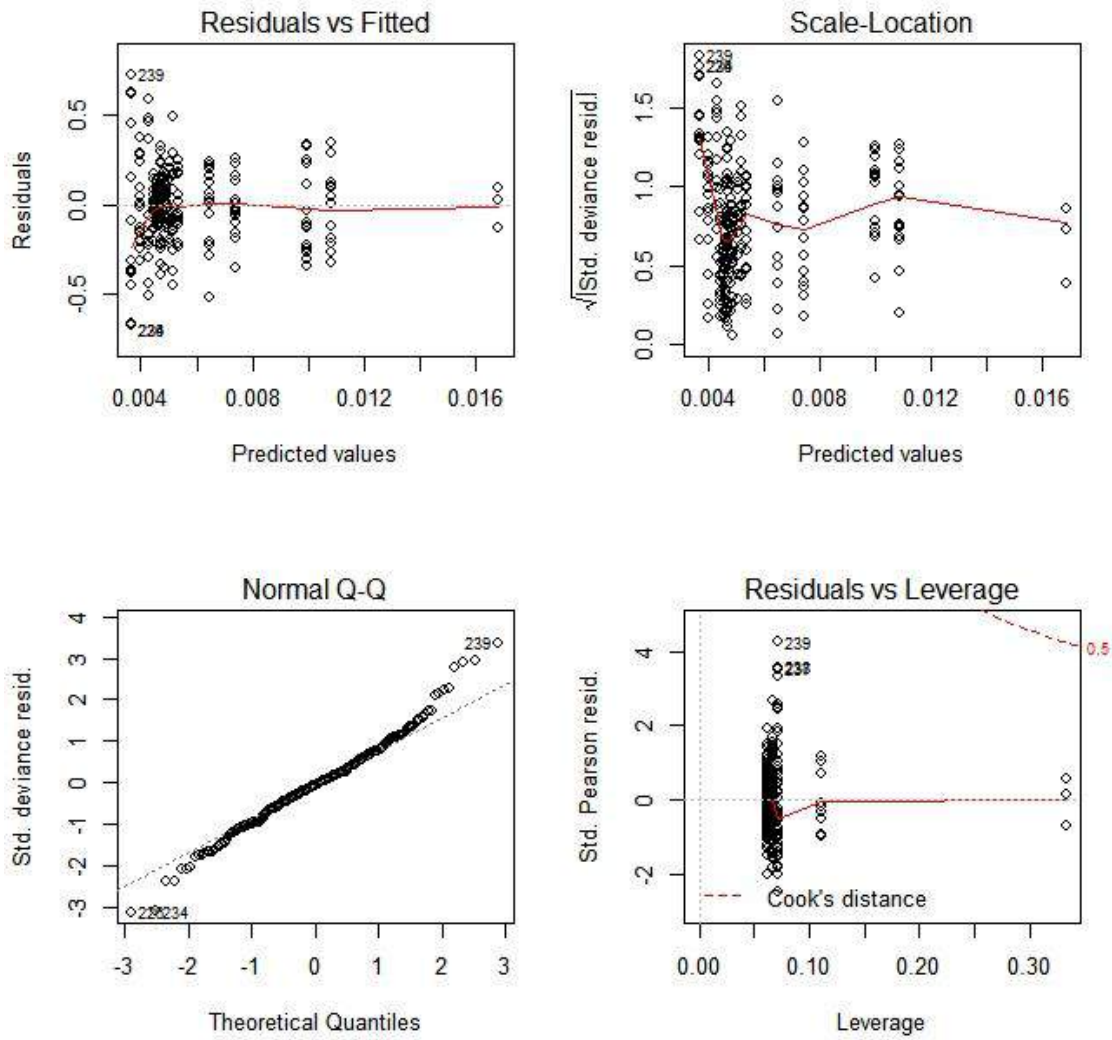 Residuals vs Fitted
Residuals
0.5
0.0
-0.5
239
0.004 0.008 0.012 0.016
Predicted values
Scale-Location
√|Std. deviance resid.|
1.5
1.0
0.5
0.0
239
0.004 0.008 0.012 0.016
Predicted values
Normal Q-Q
Std. deviance resid.
4
3
2
1
0
-1
-2
-3
239
234
-3 -2 -1 0 1 2 3
Theoretical Quantiles
Residuals vs Leverage
Std. Pearson resid.
4
2
0
-2
239
0.5
Cook's distance
0.00 0.10 0.20 0.30
Leverage